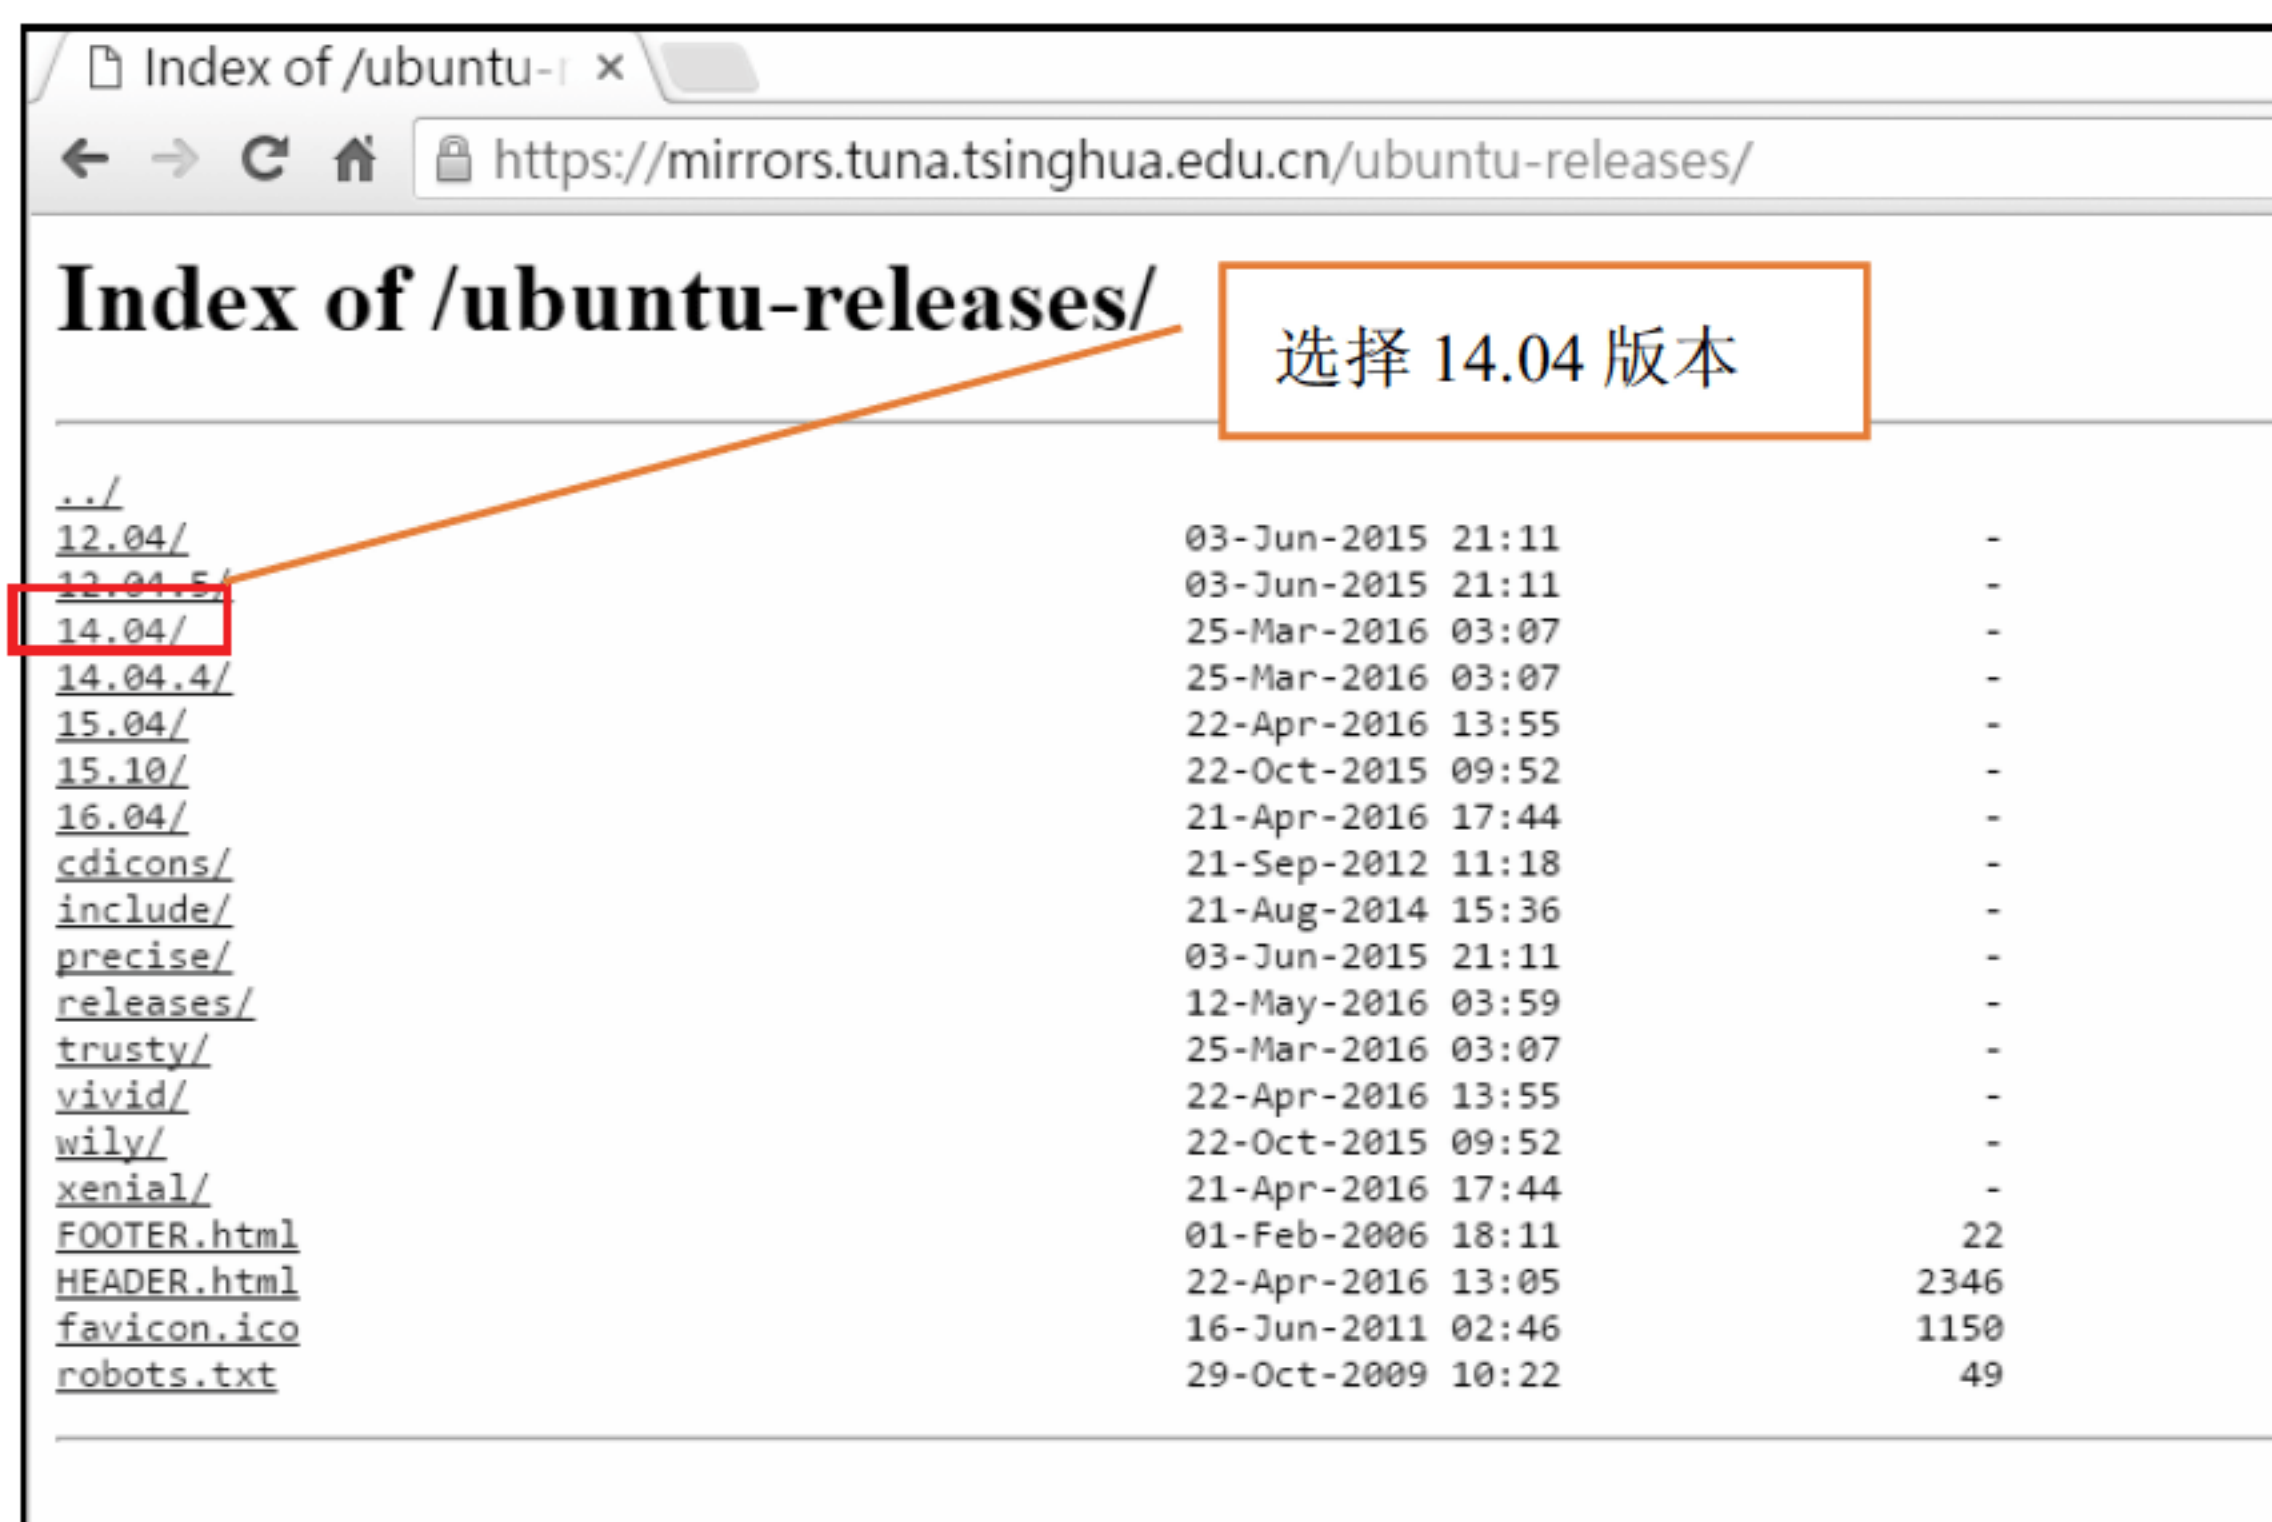 Index of /ubuntu-r
https://mirrors.tuna.tsinghua.edu.cn/ubuntu-releases/
Index of /ubuntu-releases/
选择 14.04 版本
../
12.04/ 03-Jun-2015 21:11 -
12.04.5/ 03-Jun-2015 21:11 -
14.04/ 25-Mar-2016 03:07 -
14.04.4/ 25-Mar-2016 03:07 -
15.04/ 22-Apr-2016 13:55 -
15.10/ 22-Oct-2015 09:52 -
16.04/ 21-Apr-2016 17:44 -
cdicons/ 21-Sep-2012 11:18 -
include/ 21-Aug-2014 15:36 -
precise/ 03-Jun-2015 21:11 -
releases/ 12-May-2016 03:59 -
trusty/ 25-Mar-2016 03:07 -
vivid/ 22-Apr-2016 13:55 -
wily/ 22-Oct-2015 09:52 -
xenial/ 21-Apr-2016 17:44 -
FOOTER.html 01-Feb-2006 18:11 22
HEADER.html 22-Apr-2016 13:05 2346
favicon.ico 16-Jun-2011 02:46 1150
robots.txt 29-Oct-2009 10:22 49